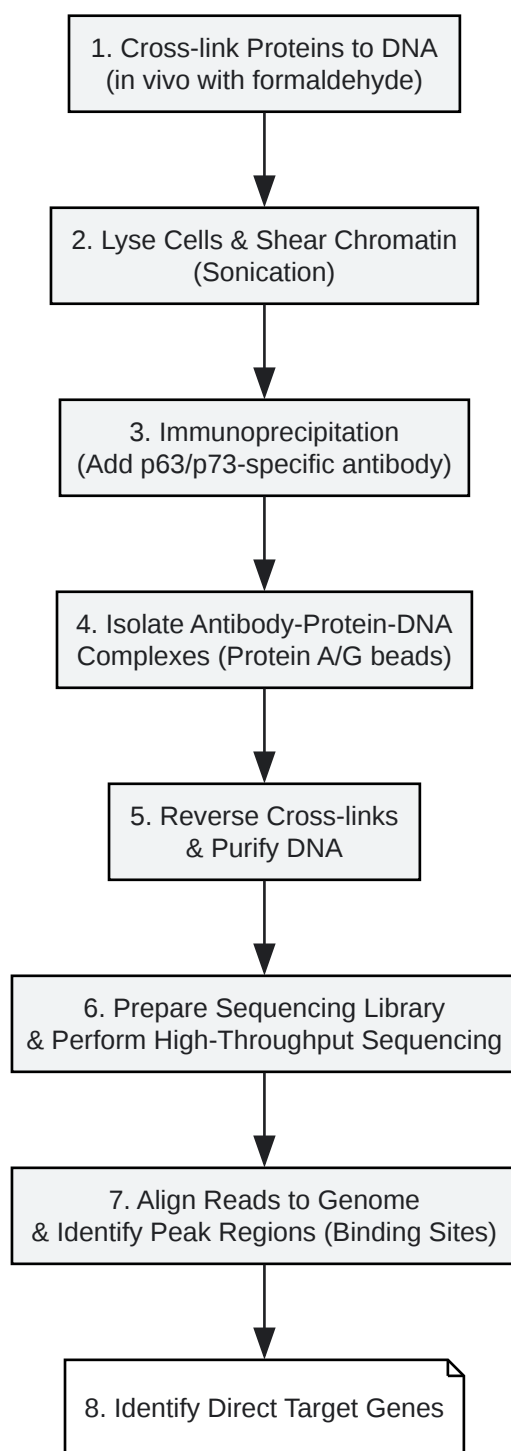 1. Cross-link Proteins to DNA
(in vivo with formaldehyde)
2. Lyse Cells & Shear Chromatin
(Sonication)
3. Immunoprecipitation
(Add p63/p73-specific antibody)
4. Isolate Antibody-Protein-DNA
Complexes (Protein A/G beads)
5. Reverse Cross-links
& Purify DNA
6. Prepare Sequencing Library
& Perform High-Throughput Sequencing
7. Align Reads to Genome
& Identify Peak Regions (Binding Sites)
8. Identify Direct Target Genes